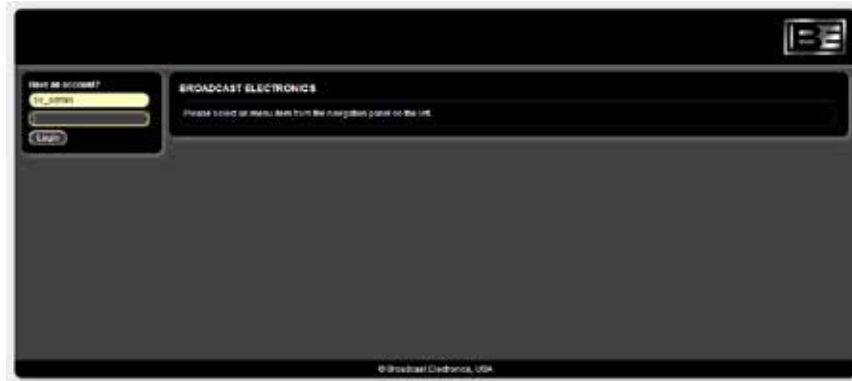 BE
Have an account?
be_admin
Login
BROADCAST ELECTRONICS
Please select an menu item from the navigation panel on the left.
© Broadcast Electronics, USA